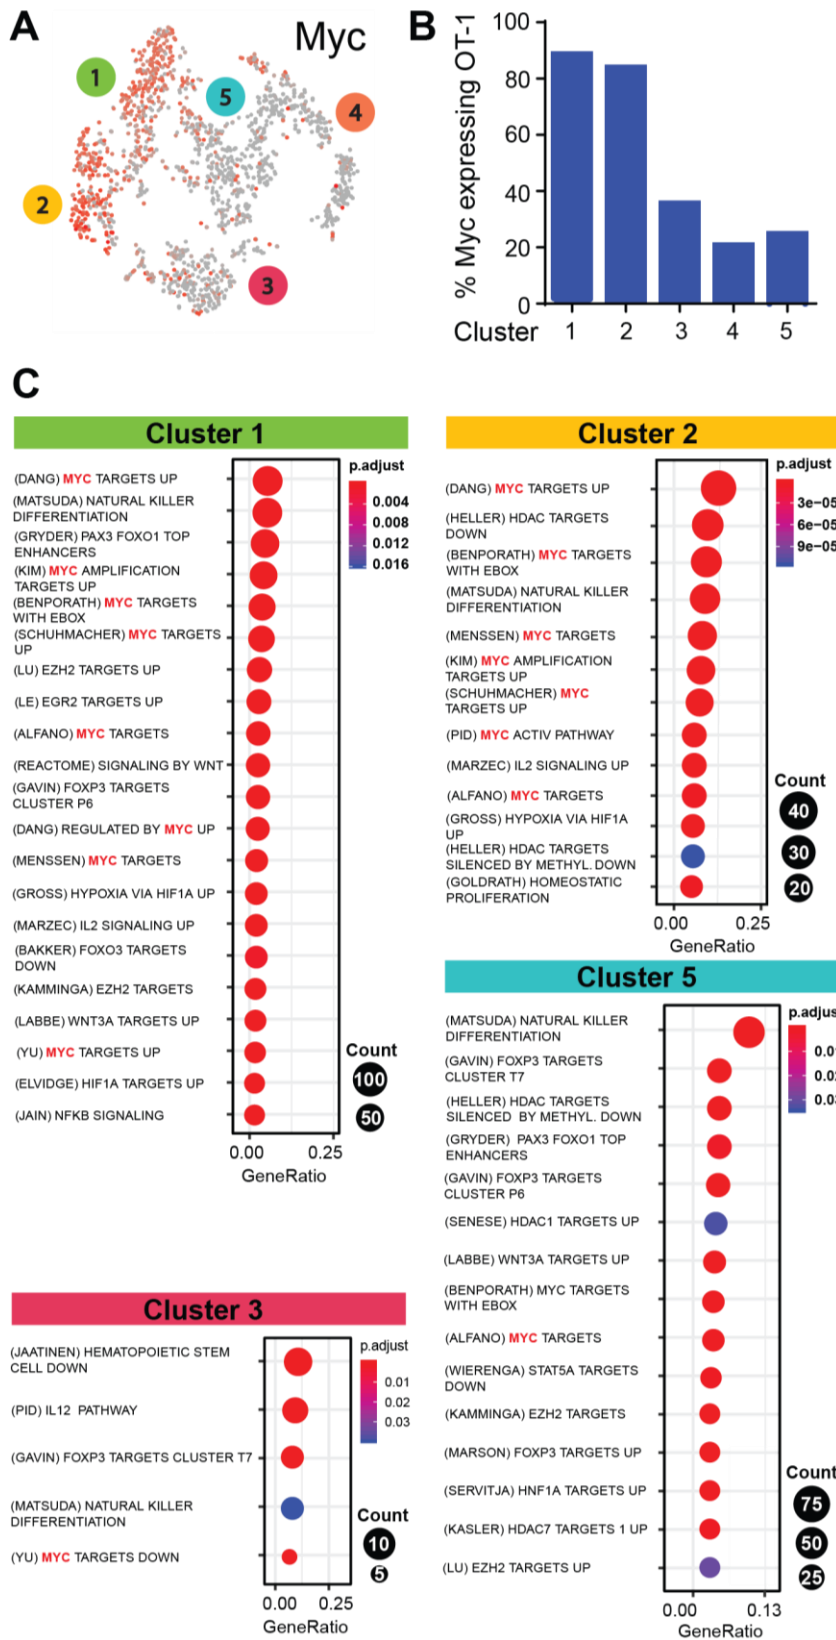 A
Myc
1
2
3
4
5
B
% Myc expressing OT-1
100
80
60
40
20
0
Cluster 1 2 3 4 5
C
Cluster 1
(DANG) MYC TARGETS UP
(MATSUDA) NATURAL KILLER
DIFFERENTIATION
(GRYDER) PAX3 FOXO1 TOP
ENHANCERS
(KIM) MYC AMPLIFICATION
TARGETS UP
(BENPORATH) MYC TARGETS
WITH EBOX
(SCHUHMACHER) MYC TARGETS
UP
(LU) EZH2 TARGETS UP
(LE) EGR2 TARGETS UP
(ALFANO) MYC TARGETS
(REACTOME) SIGNALING BY WNT
(GAVIN) FOXP3 TARGETS
CLUSTER P6
(DANG) REGULATED BY MYC UP
(MENSSEN) MYC TARGETS
(GROSS) HYPOXIA VIA HIF1A UP
(MARZEC) IL2 SIGNALING UP
(BAKKER) FOXO3 TARGETS
DOWN
(KAMMINGA) EZH2 TARGETS
(LABBE) WNT3A TARGETS UP
(YU) MYC TARGETS UP
(ELVIDGE) HIF1A TARGETS UP
(JAIN) NFKB SIGNALING
0.00 0.25
GeneRatio
p.adjust
0.004
0.008
0.012
0.016
Count
100
50
Cluster 2
(DANG) MYC TARGETS UP
(HELLER) HDAC TARGETS
DOWN
(BENPORATH) MYC TARGETS
WITH EBOX
(MATSUDA) NATURAL KILLER
DIFFERENTIATION
(MENSSEN) MYC TARGETS
(KIM) MYC AMPLIFICATION
TARGETS UP
(SCHUHMACHER) MYC
TARGETS UP
(PID) MYC ACTIV PATHWAY
(MARZEC) IL2 SIGNALING UP
(ALFANO) MYC TARGETS
(GROSS) HYPOXIA VIA HIF1A
UP
(HELLER) HDAC TARGETS
SILENCED BY METHYL. DOWN
(GOLDRATH) HOMEOSTATIC
PROLIFERATION
0.00 0.25
GeneRatio
p.adjust
3e-05
6e-05
9e-05
Count
40
30
20
Cluster 5
(MATSUDA) NATURAL KILLER
DIFFERENTIATION
(GAVIN) FOXP3 TARGETS
CLUSTER T7
(HELLER) HDAC TARGETS
SILENCED BY METHYL. DOWN
(GRYDER) PAX3 FOXO1 TOP
ENHANCERS
(GAVIN) FOXP3 TARGETS
CLUSTER P6
(SENESE) HDAC1 TARGETS UP
(LABBE) WNT3A TARGETS UP
(BENPORATH) MYC TARGETS
WITH EBOX
(ALFANO) MYC TARGETS
(WIERENGA) STAT5A TARGETS
DOWN
(KAMMINGA) EZH2 TARGETS
(MARSON) FOXP3 TARGETS UP
(SERVITJA) HNF1A TARGETS UP
(KASLER) HDAC7 TARGETS 1 UP
(LU) EZH2 TARGETS UP
0.00 0.13
GeneRatio
p.adjus
0.01
0.02
0.03
Count
75
50
25
Cluster 3
(JAATINEN) HEMATOPOIETIC STEM
CELL DOWN
(PID) IL12 PATHWAY
(GAVIN) FOXP3 TARGETS CLUSTER T7
(MATSUDA) NATURAL KILLER
DIFFERENTIATION
(YU) MYC TARGETS DOWN
0.00 0.25
GeneRatio
p.adjust
0.01
0.02
0.03
Count
10
5